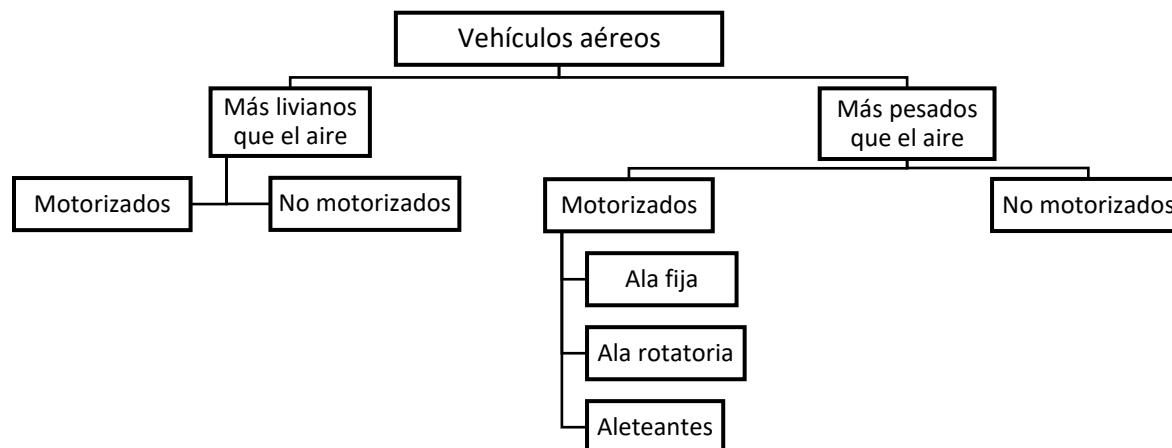 Vehículos aéreos
Más livianos
que el aire
Más pesados
que el aire
Motorizados
No motorizados
Motorizados
No motorizados
Ala fija
Ala rotatoria
Aleteantes